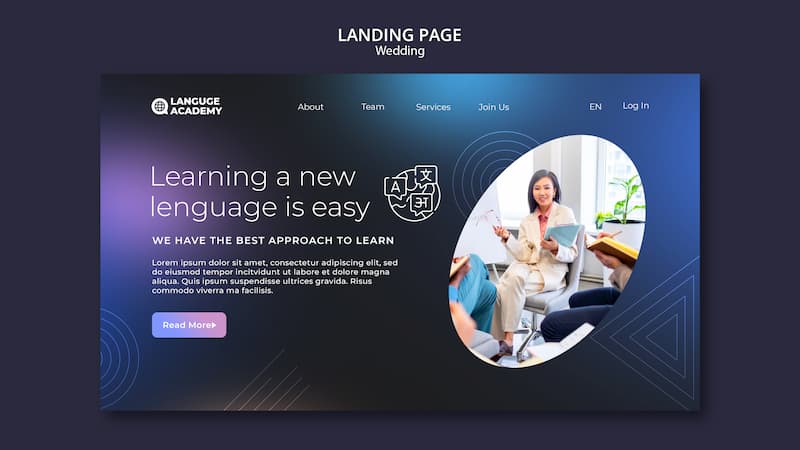 LANDING PAGE
Wedding
LANGUGE
ACADEMY
About Team Services Join Us EN Log In
Learning a new
lenguage is easy
A 文 अ
WE HAVE THE BEST APPROACH TO LEARN
Lorem ipsum dolor sit amet, consectetur adipiscing elit, sed
do eiusmod tempor incitvidunt ut labore et dolore magna
aliqua. Quis ipsum suspendisse ultrices gravida. Risus
commodo viverra ma facilisis.
Read More